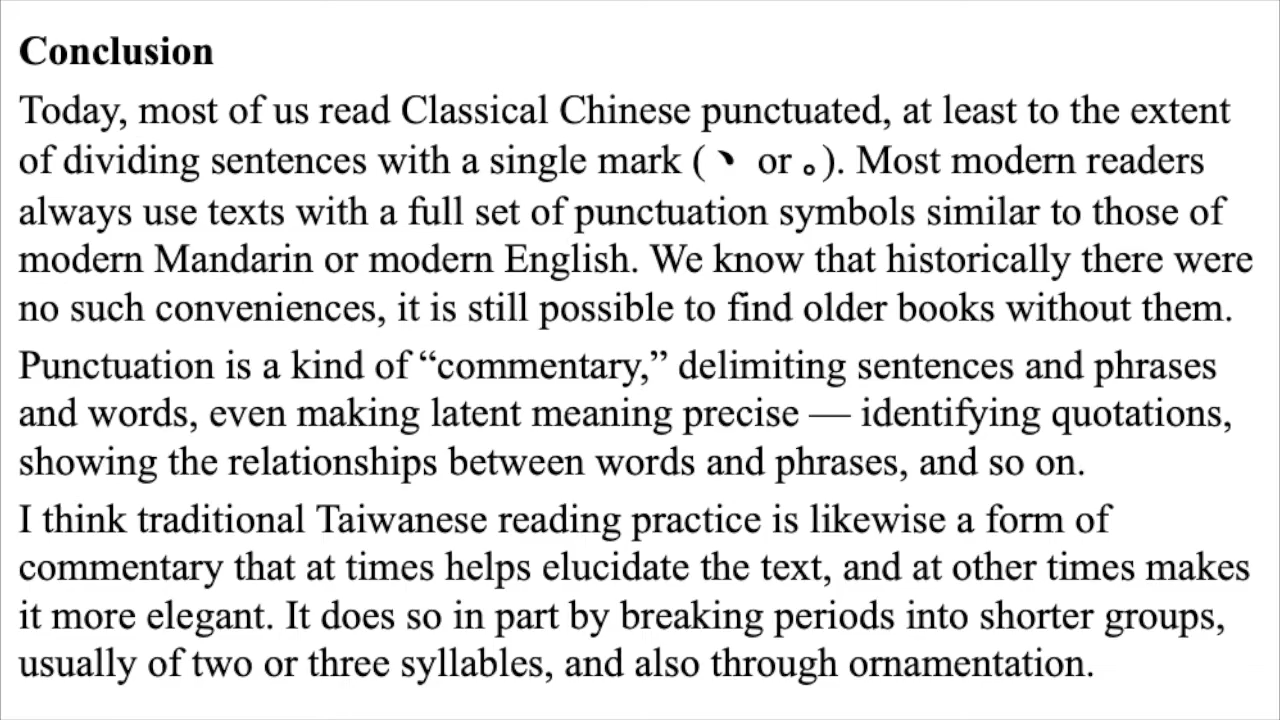 Conclusion
Today, most of us read Classical Chinese punctuated, at least to the extent
of dividing sentences with a single mark (、 or 。). Most modern readers
always use texts with a full set of punctuation symbols similar to those of
modern Mandarin or modern English. We know that historically there were
no such conveniences, it is still possible to find older books without them.
Punctuation is a kind of “commentary,” delimiting sentences and phrases
and words, even making latent meaning precise — identifying quotations,
showing the relationships between words and phrases, and so on.
I think traditional Taiwanese reading practice is likewise a form of
commentary that at times helps elucidate the text, and at other times makes
it more elegant. It does so in part by breaking periods into shorter groups,
usually of two or three syllables, and also through ornamentation.